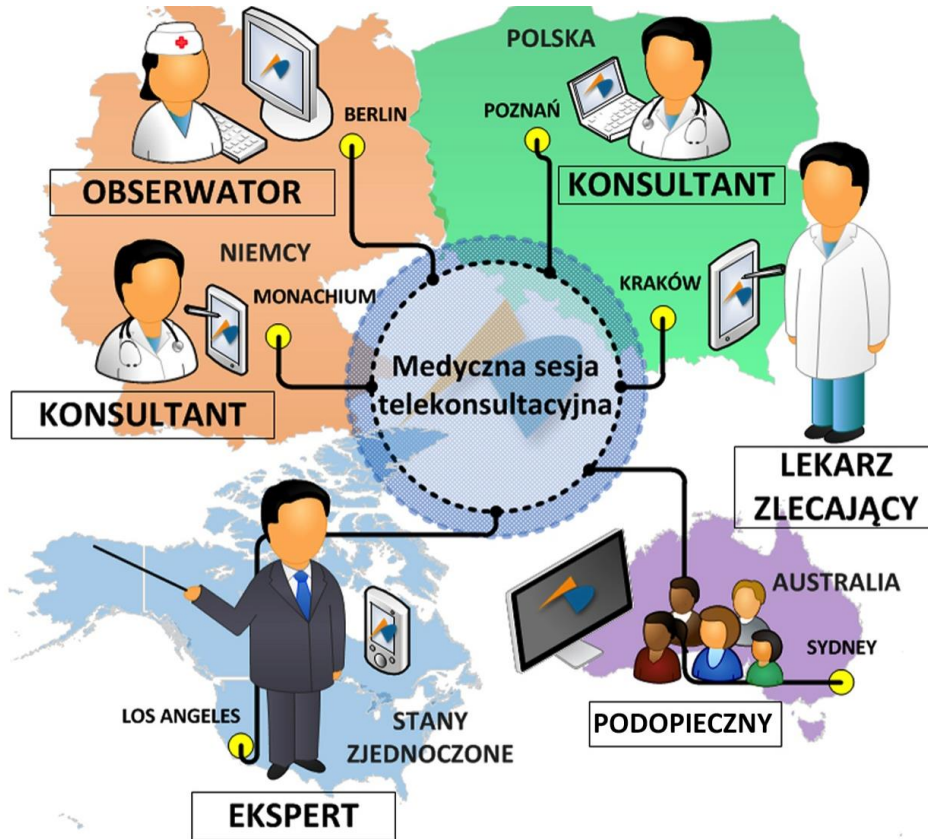 POLSKA
BERLIN
POZNAŃ
OBSERWATOR
KONSULTANT
NIEMCY
MONACHIUM
KRAKÓW
Medyczna sesja
telekonsultacyjna
KONSULTANT
LEKARZ
ZLECAJĄCY
AUSTRALIA
SYDNEY
LOS ANGELES
STANY
ZJEDNOCZONE
PODOPIECZNY
EKSPERT